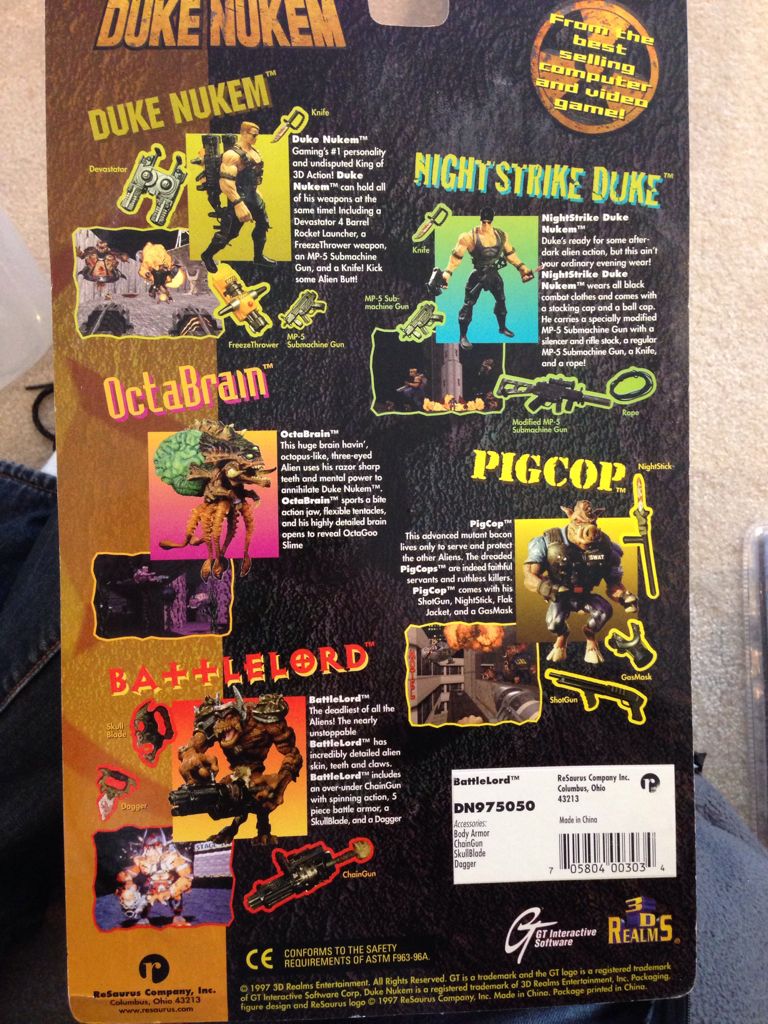 DUKE NUKEM
From the
best
selling
computer
and video
game!
DUKE NUKEM™
Knife
Devastator
Duke Nukem™
Gaming's #1 personality
and undisputed King of
3D Action! Duke
Nukem™ can hold all
of his weapons at the
same time! Including a
Devastator 4 Barrel
Rocket Launcher, a
FreezeThrower weapon,
an MP-5 Submachine
Gun, and a Knife! Kick
some Alien Butt!
FreezeThrower
MP-5
Submachine Gun
NIGHTSTRIKE DUKE™
Knife
NightStrike Duke
Nukem™
Duke's ready for some after-
dark alien action, but this ain't
your ordinary evening wear!
NightStrike Duke
Nukem™ wears all black
combat clothes and comes with
a stocking cap and a ball cap.
He carries a specially modified
MP-5 Submachine Gun with a
silencer and rifle stock, a regular
MP-5 Submachine Gun, a Knife,
and a rope!
MP-5 Sub-
machine Gun
Modified MP-5
Submachine Gun
Rope
OctaBrain™
OctaBrain™
This huge brain havin',
octopus-like, three-eyed
Alien uses his razor sharp
teeth and mental power to
annihilate Duke Nukem™.
OctaBrain™ sports a bite
action jaw, flexible tentacles,
and his highly detailed brain
opens to reveal OctaGoo
Slime
PIGCOP™
NightStick
PigCop™
This advanced mutant bacon
lives only to serve and protect
the other Aliens. The dreaded
PigCops™ are indeed faithful
servants and ruthless killers.
PigCop™ comes with his
ShotGun, NightStick, Flak
Jacket, and a GasMask
SWAT
GasMask
ShotGun
BATTLELORD™
Skull
Blade
Dagger
BattleLord™
The deadliest of all the
Aliens! The nearly
unstoppable
BattleLord™ has
incredibly detailed alien
skin, teeth and claws.
BattleLord™ includes
an over-under ChainGun
with spinning action, 5
piece battle armor, a
SkullBlade, and a Dagger
ChainGun
BattleLord™
DN975050
Accessories:
Body Armor
ChainGun
SkullBlade
Dagger
ReSaurus Company Inc.
Columbus, Ohio
43213
Made in China
7 05804 00303 4
GT GT Interactive
Software
3D
REALMS®
CE CONFORMS TO THE SAFETY
REQUIREMENTS OF ASTM F963-96A.
r
ReSaurus Company, Inc.
Columbus, Ohio 43213
www.resaurus.com
© 1997 3D Realms Entertainment. All Rights Reserved. GT is a trademark and the GT logo is a registered trademark
of GT Interactive Software Corp. Duke Nukem is a registered trademark of 3D Realms Entertainment, Inc. Packaging,
figure design and ReSaurus logo © 1997 ReSaurus Company, Inc. Made in China. Package printed in China.